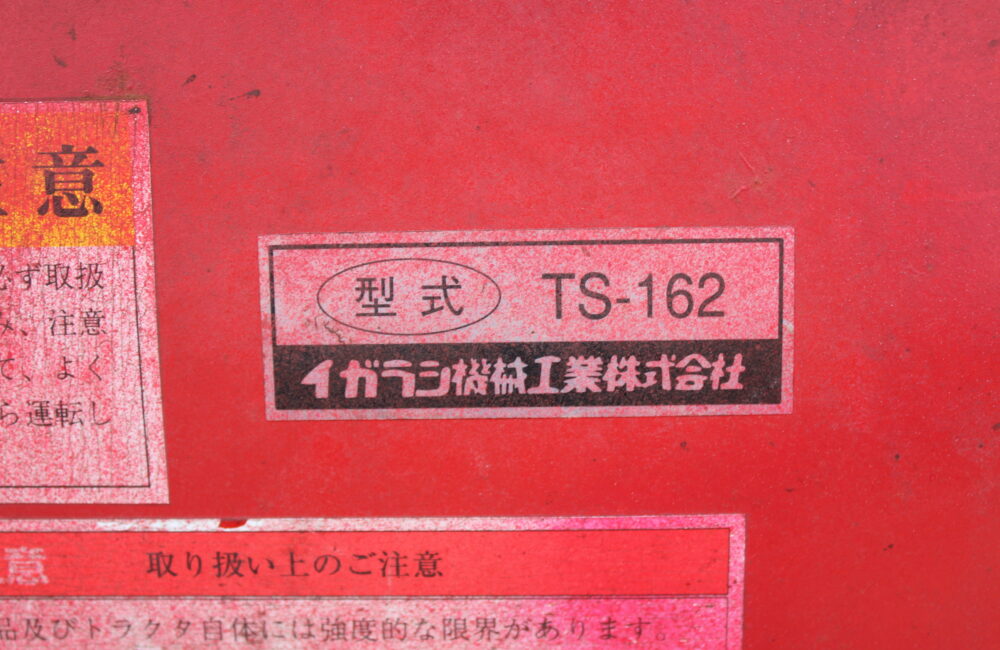 意
必ず取扱
め、注意
て、よく
ら運転し
型式 TS-162
イガラシ機械工業株式会社
意 取り扱い上のご注意
品及びトラクタ自体には強度的な限界があります。